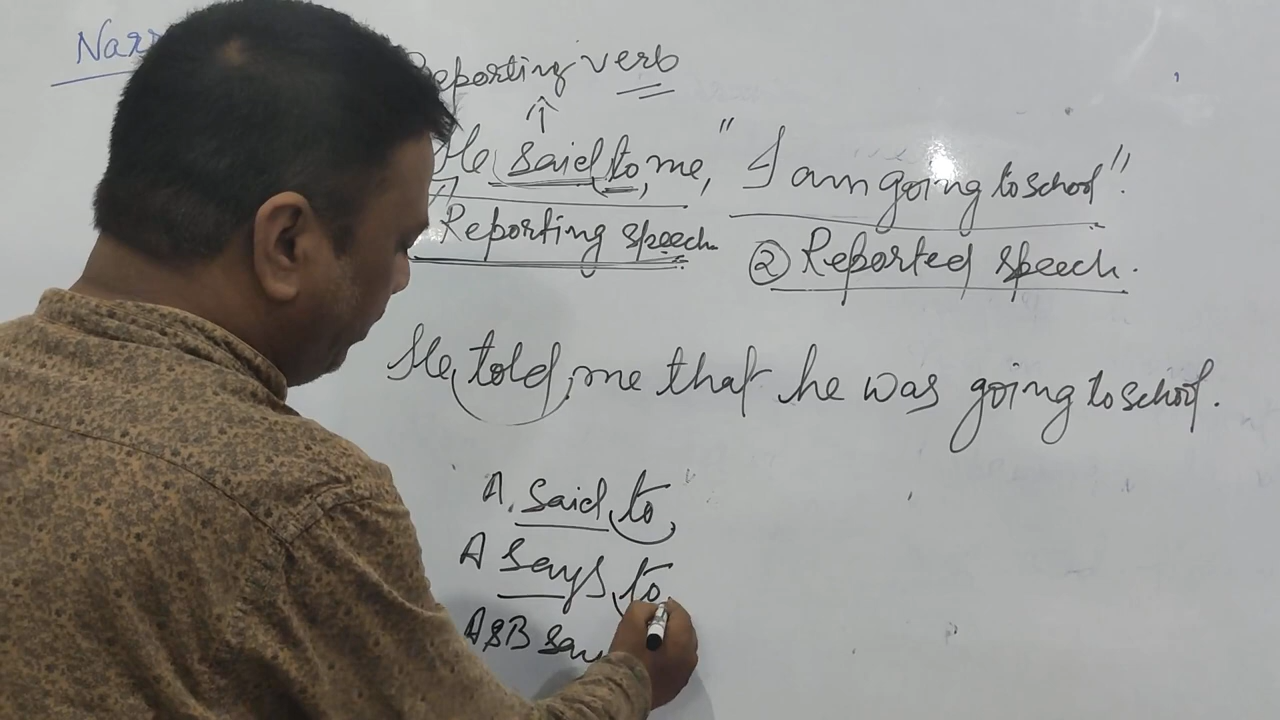 Reporting verb
He said to me, " I am going to school".
Reporting speech
② Reported speech.
He told me that he was going to school.
A. said to
A says to
A & B